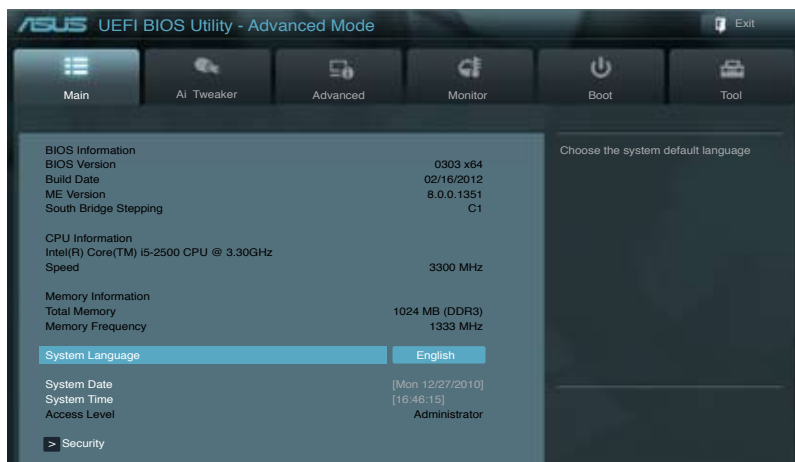 ASUS UEFI BIOS Utility - Advanced Mode
Exit
Main
Ai Tweaker
Advanced
Monitor
Boot
Tool
BIOS Information
BIOS Version 0303 x64
Build Date 02/16/2012
ME Version 8.0.0.1351
South Bridge Stepping C1
CPU Information
Intel(R) Core(TM) i5-2500 CPU @ 3.30GHz
Speed 3300 MHz
Memory Information
Total Memory 1024 MB (DDR3)
Memory Frequency 1333 MHz
System Language English
System Date [Mon 12/27/2010]
System Time [16:46:15]
Access Level Administrator
> Security
Choose the system default language